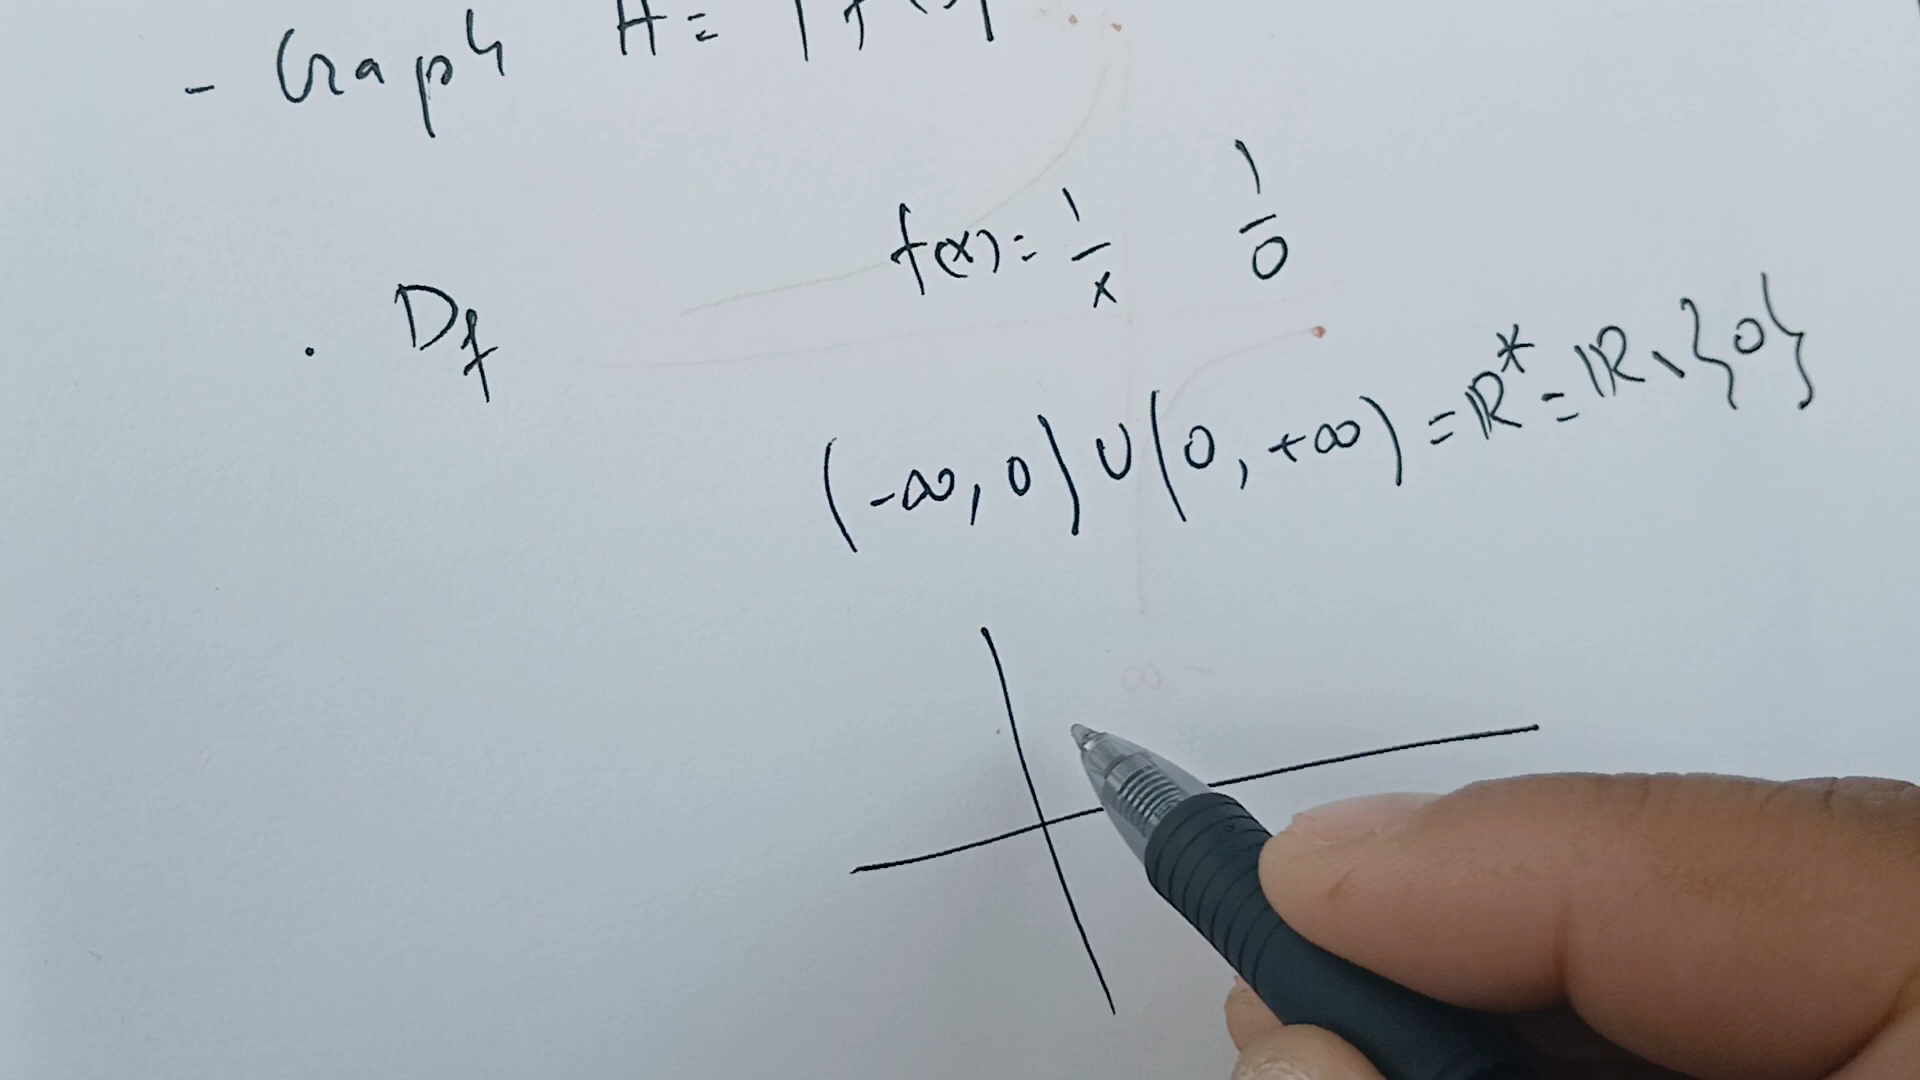 - Graph H =
f(x) = 1/x   1/0
. Df
(-∞, 0) ∪ (0, +∞) = ℝ* = ℝ \ {0}